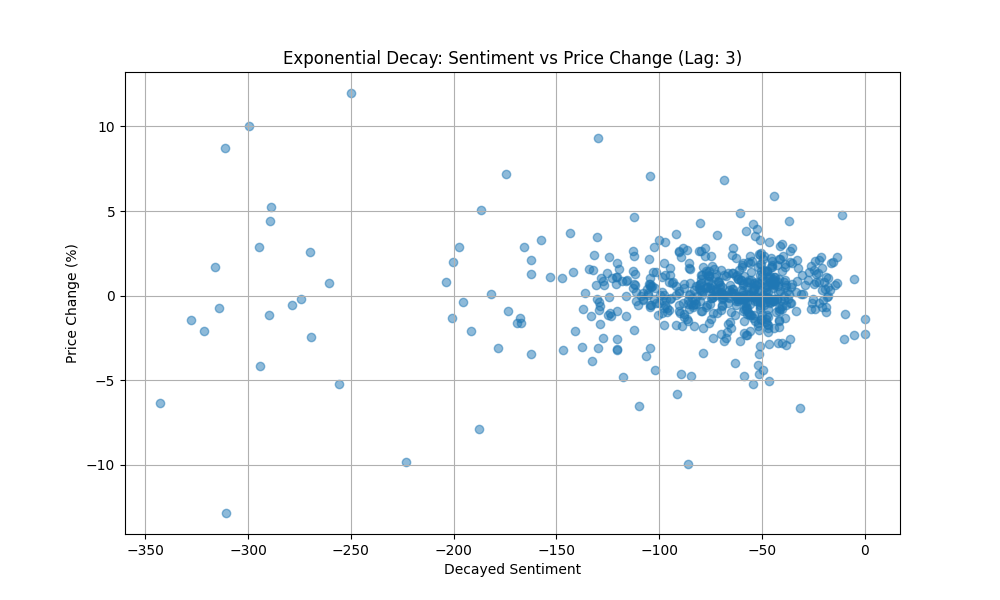 Exponential Decay: Sentiment vs Price Change (Lag: 3)
Price Change (%)
10
5
0
−5
−10
−350 −300 −250 −200 −150 −100 −50 0
Decayed Sentiment